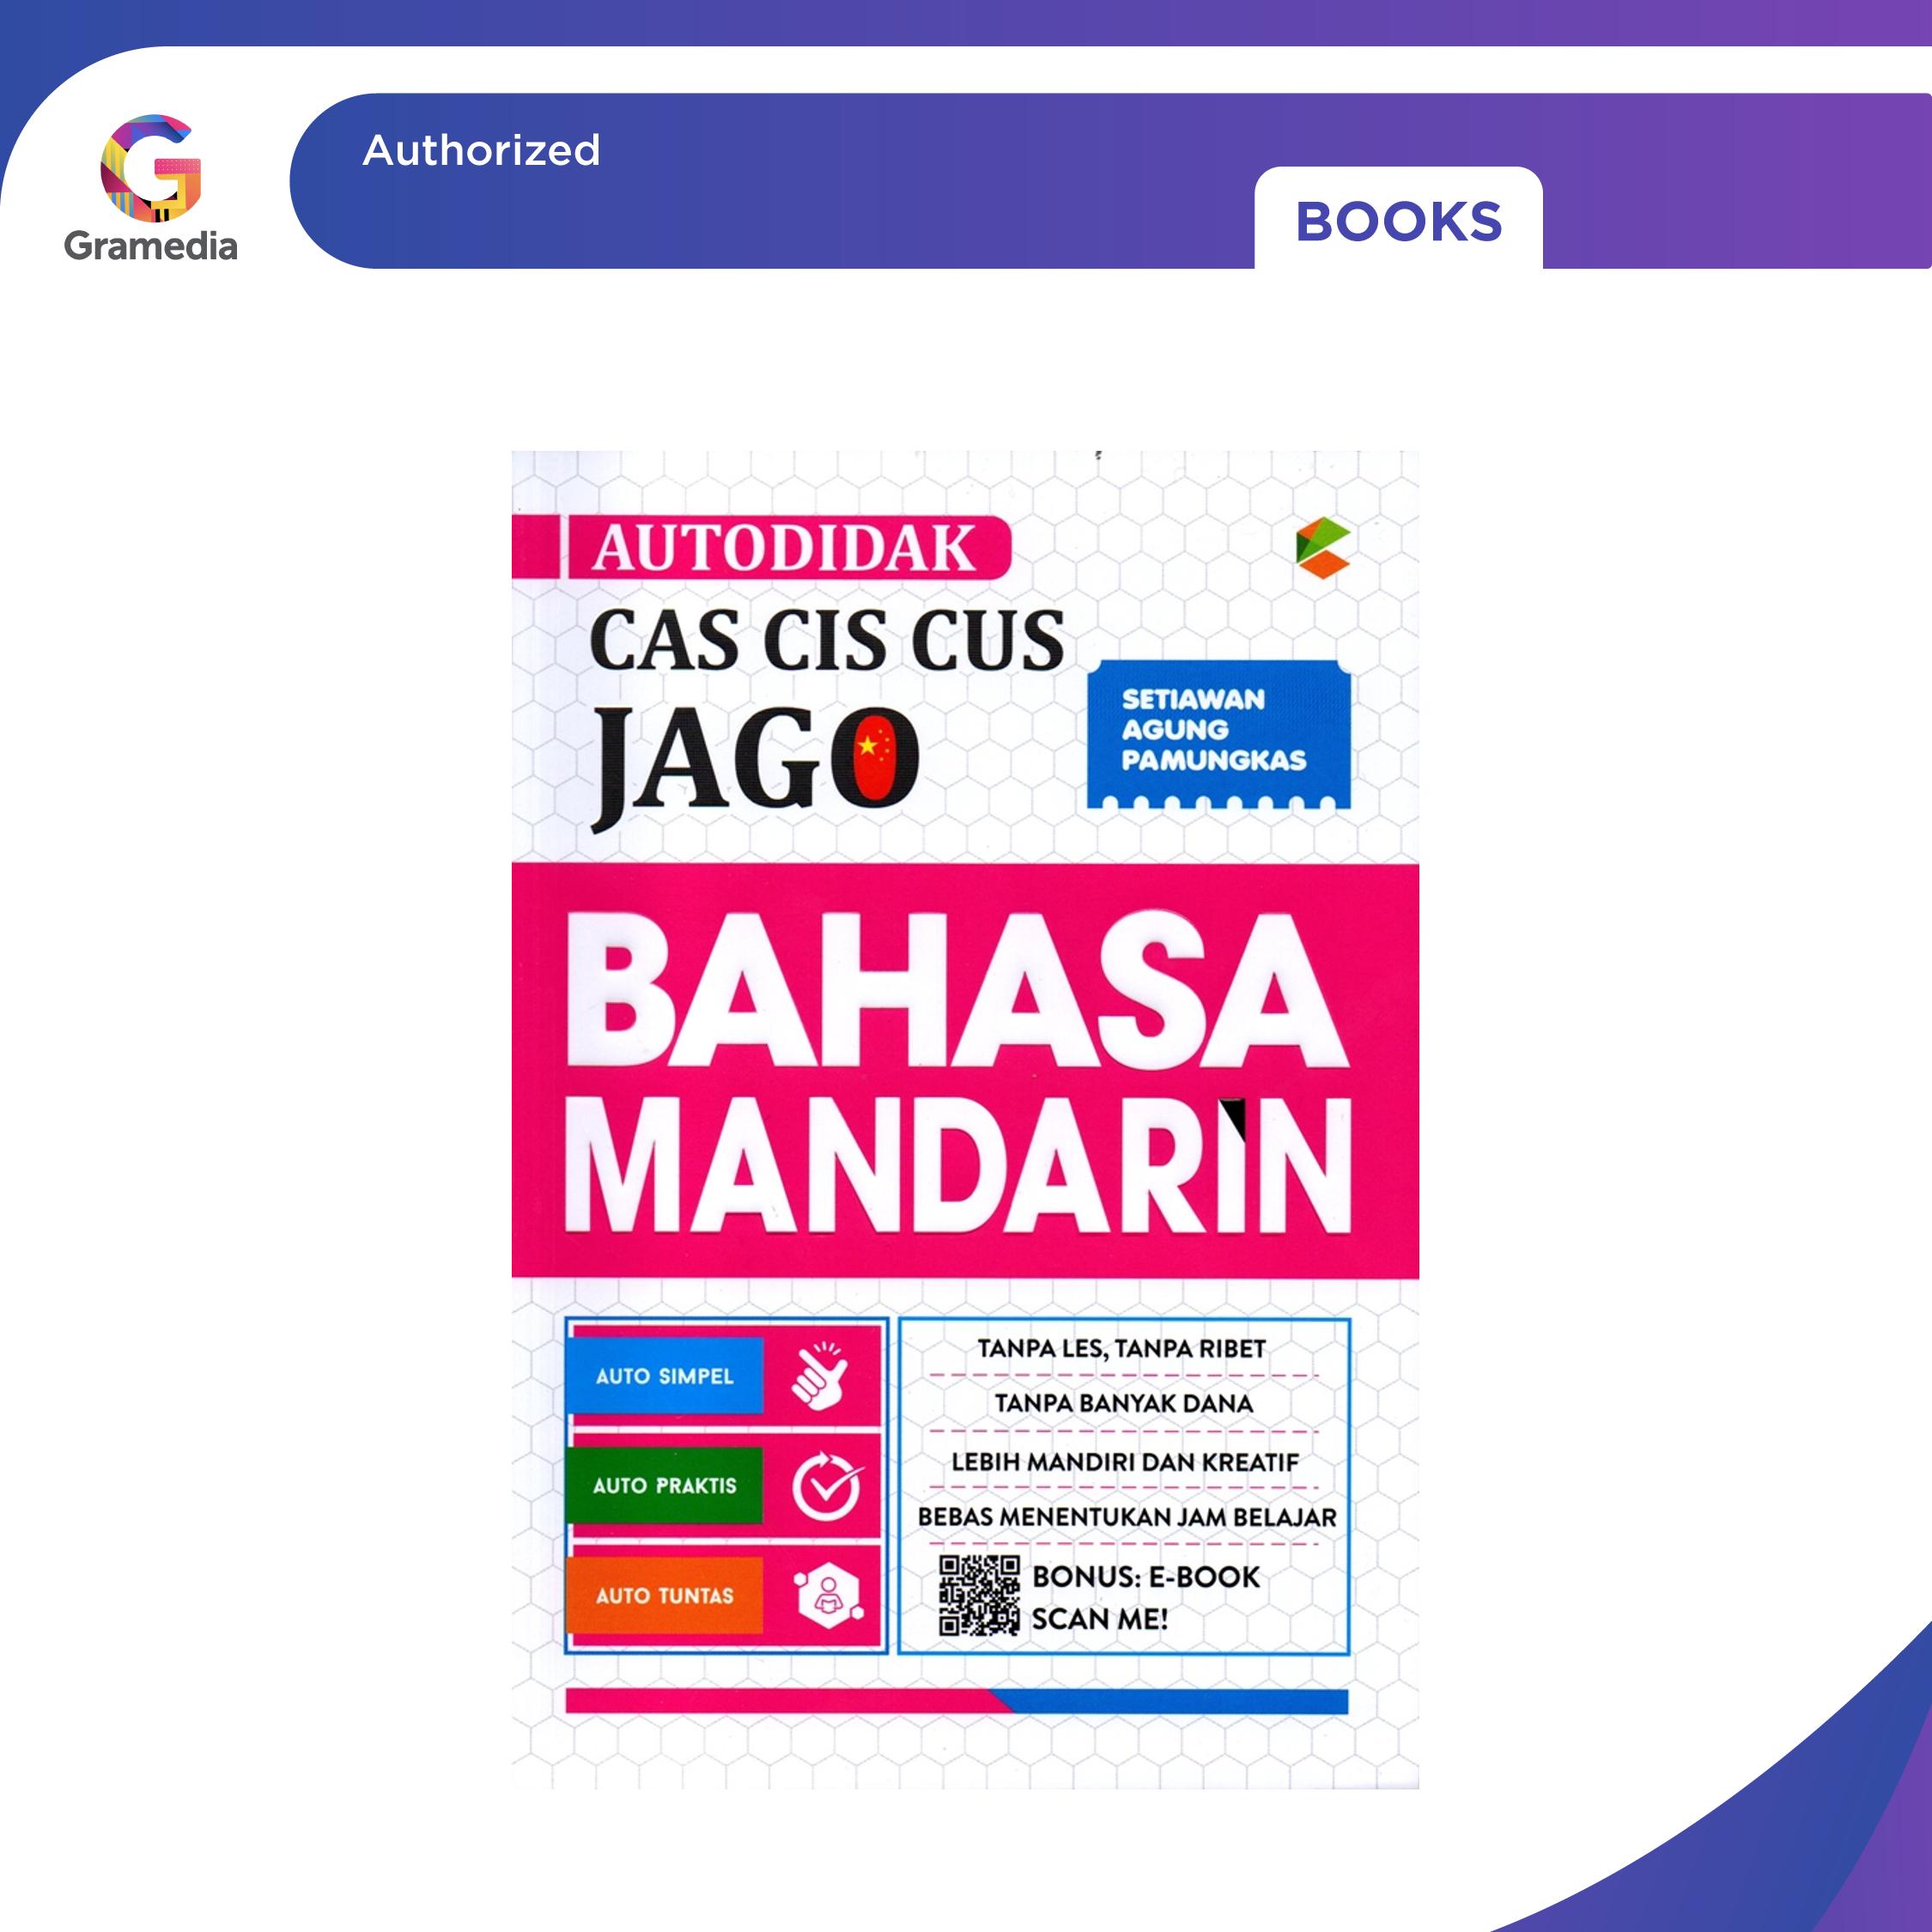 Gramedia
Authorized
BOOKS
AUTODIDAK
CAS CIS CUS
JAGO
SETIAWAN
AGUNG
PAMUNGKAS
BAHASA
MANDARIN
AUTO SIMPEL
AUTO PRAKTIS
AUTO TUNTAS
TANPA LES, TANPA RIBET
TANPA BANYAK DANA
LEBIH MANDIRI DAN KREATIF
BEBAS MENENTUKAN JAM BELAJAR
BONUS: E-BOOK
SCAN ME!